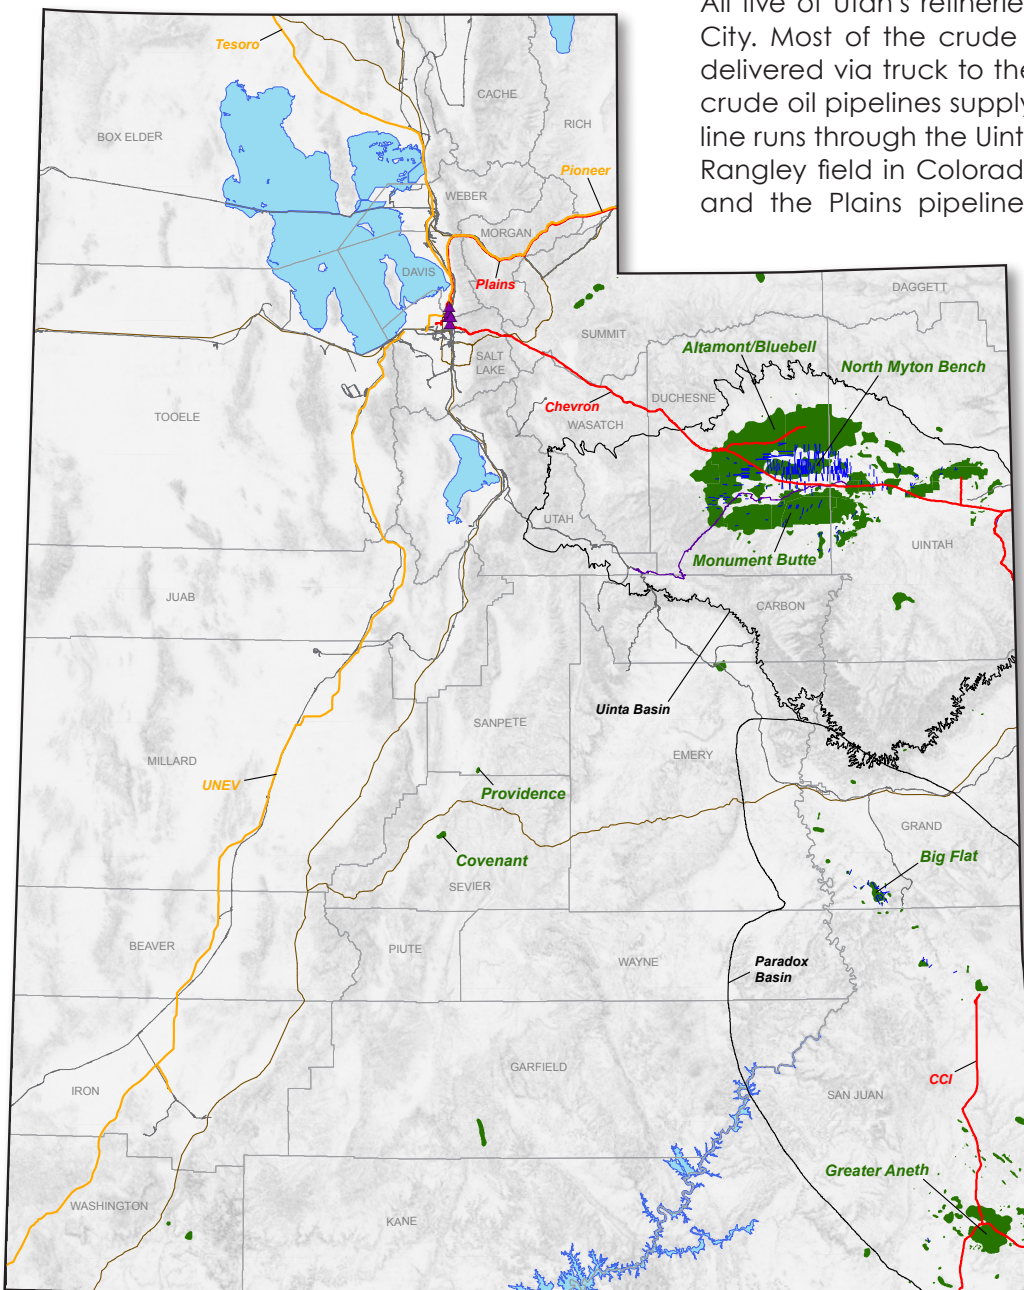 All five of Utah's refineries
City. Most of the crude
delivered via truck to the
crude oil pipelines supply
line runs through the Uint
Rangley field in Colorad
and the Plains pipeline
Tesoro
CACHE
RICH
BOX ELDER
Pioneer
WEBER
MORGAN
DAVIS
Plains
DAGGETT
SUMMIT
Altamont/Bluebell
North Myton Bench
SALT
LAKE
DUCHESNE
Chevron
WASATCH
TOOELE
UTAH
UINTAH
Monument Butte
JUAB
CARBON
Uinta Basin
SANPETE
EMERY
MILLARD
UNEV
Providence
GRAND
Covenant
Big Flat
SEVIER
BEAVER
PIUTE
WAYNE
Paradox
Basin
GARFIELD
CCI
IRON
SAN JUAN
Greater Aneth
WASHINGTON
KANE